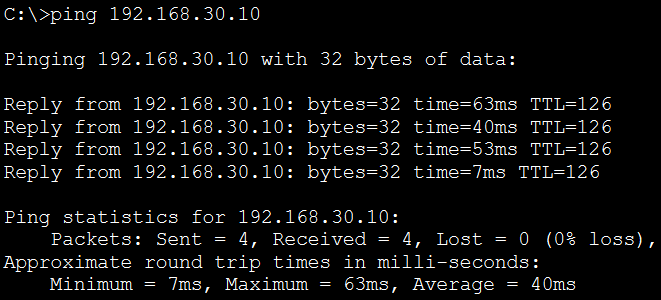 C:\>ping 192.168.30.10
Pinging 192.168.30.10 with 32 bytes of data:
Reply from 192.168.30.10: bytes=32 time=63ms TTL=126
Reply from 192.168.30.10: bytes=32 time=40ms TTL=126
Reply from 192.168.30.10: bytes=32 time=53ms TTL=126
Reply from 192.168.30.10: bytes=32 time=7ms TTL=126
Ping statistics for 192.168.30.10:
    Packets: Sent = 4, Received = 4, Lost = 0 (0% loss),
Approximate round trip times in milli-seconds:
    Minimum = 7ms, Maximum = 63ms, Average = 40ms